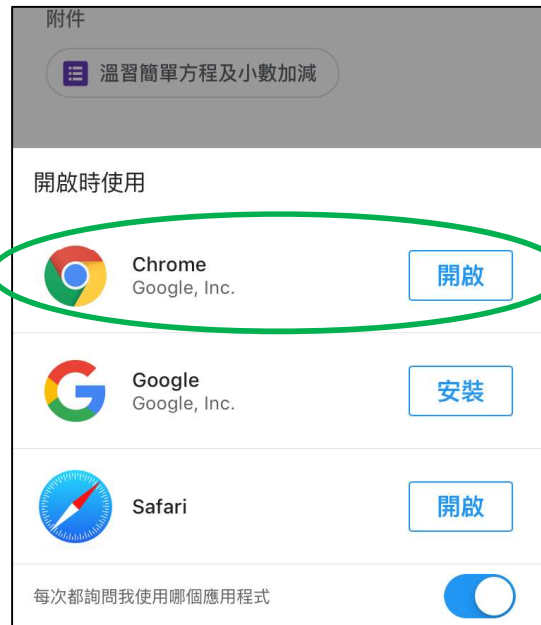 附件
溫習簡單方程及小數加減
開啟時使用
Chrome
Google, Inc.
開啟
Google
Google, Inc.
安裝
Safari
開啟
每次都詢問我使用哪個應用程式